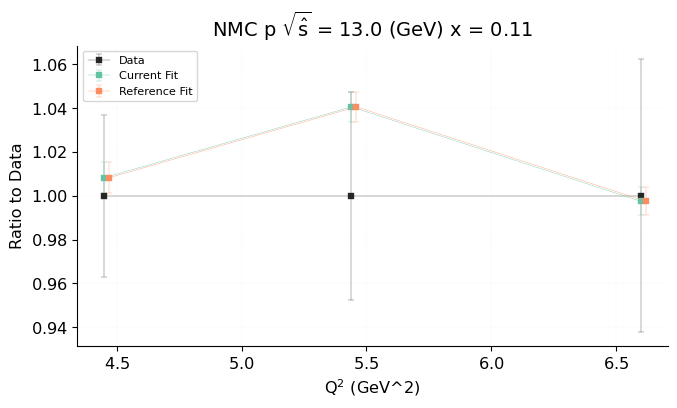 NMC p √ŝ = 13.0 (GeV) x = 0.11
Data
Current Fit
Reference Fit
Ratio to Data
1.06
1.04
1.02
1.00
0.98
0.96
0.94
4.5 5.0 5.5 6.0 6.5
Q² (GeV^2)